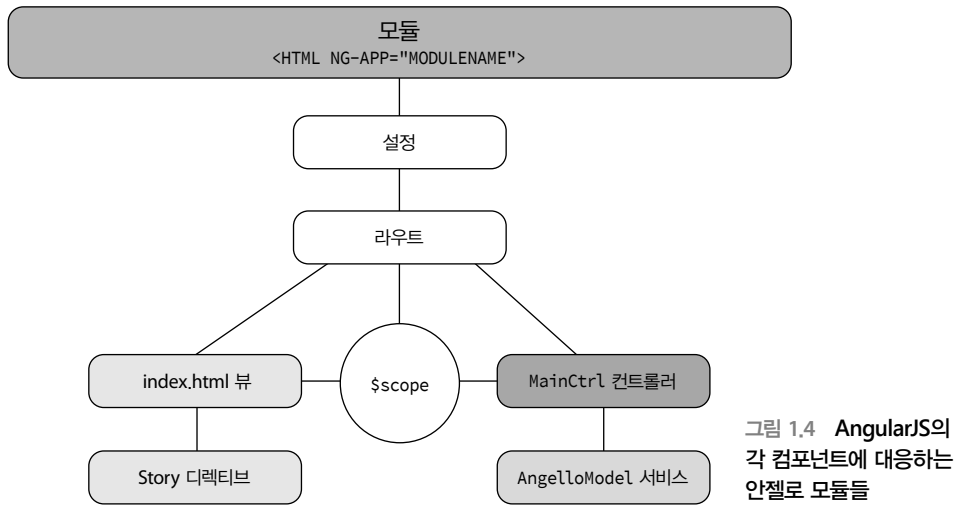 모듈
<HTML NG-APP="MODULENAME">
설정
라우트
index.html 뷰
$scope
MainCtrl 컨트롤러
Story 디렉티브
AngelloModel 서비스
그림 1.4 AngularJS의
각 컴포넌트에 대응하는
안젤로 모듈들